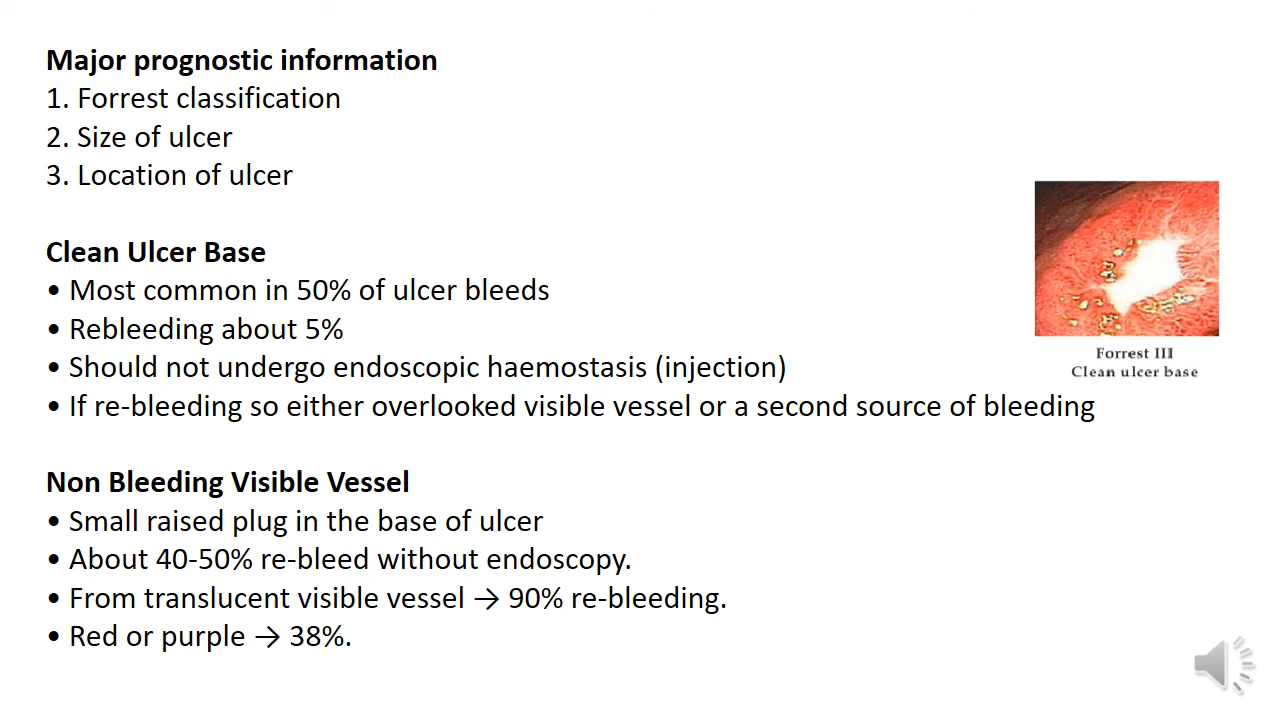 Major prognostic information
1. Forrest classification
2. Size of ulcer
3. Location of ulcer
Clean Ulcer Base
• Most common in 50% of ulcer bleeds
• Rebleeding about 5%
• Should not undergo endoscopic haemostasis (injection)
• If re-bleeding so either overlooked visible vessel or a second source of bleeding
Forrest III
Clean ulcer base
Non Bleeding Visible Vessel
• Small raised plug in the base of ulcer
• About 40-50% re-bleed without endoscopy.
• From translucent visible vessel → 90% re-bleeding.
• Red or purple → 38%.